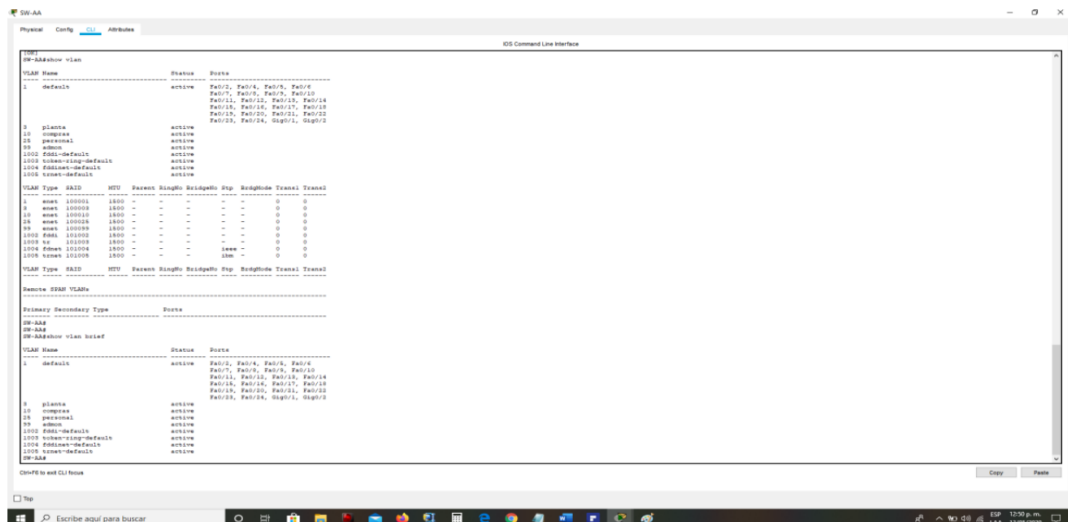 SW-AA
Physical Config CLI Attributes
IOS Command Line Interface
[OK]
SW-AA#show vlan
VLAN Name Status Ports
1 default active Fa0/2, Fa0/4, Fa0/5, Fa0/6
Fa0/7, Fa0/8, Fa0/9, Fa0/10
Fa0/11, Fa0/12, Fa0/13, Fa0/14
Fa0/15, Fa0/16, Fa0/17, Fa0/18
Fa0/19, Fa0/20, Fa0/21, Fa0/22
Fa0/23, Fa0/24, Gig0/1, Gig0/2
planta active
10 compras active
25 personal active
99 admon active
1002 fddi-default active
1003 token-ring-default active
1004 fddinet-default active
1005 trnet-default active
VLAN Type SAID MTU Parent RingNo BridgeNo Stp BrdgMode Trans1 Trans2
1 enet 100001 1500 - - - - - 0 0
enet 1500 - - - - - 0 0
10 enet 100010 1500 - - - - - 0 0
25 enet 100025 1500 - - - - - 0 0
99 enet 100099 1500 - - - - - 0 0
1002 fddi 101002 1500 - - - - - 0 0
1003 tr 101003 1500 - - - - - 0 0
1004 fdnet 101004 1500 - - - ieee - 0 0
1005 trnet 101005 1500 - - - ibm - 0 0
VLAN Type SAID MTU Parent RingNo BridgeNo Stp BrdgMode Trans1 Trans2
Remote SPAN VLANs
Primary Secondary Type Ports
SW-AA#
SW-AA#
SW-AA#show vlan brief
VLAN Name Status Ports
1 default active Fa0/2, Fa0/4, Fa0/5, Fa0/6
Fa0/7, Fa0/8, Fa0/9, Fa0/10
Fa0/11, Fa0/12, Fa0/13, Fa0/14
Fa0/15, Fa0/16, Fa0/17, Fa0/18
Fa0/19, Fa0/20, Fa0/21, Fa0/22
Fa0/23, Fa0/24, Gig0/1, Gig0/2
planta active
10 compras active
25 personal active
99 admon active
1002 fddi-default active
1003 token-ring-default active
1004 fddinet-default active
1005 trnet-default active
SW-AA#
Ctrl+F6 to exit CLI focus
Copy Paste
Top
Escribe aquí para buscar
ESP 12:50 p. m.